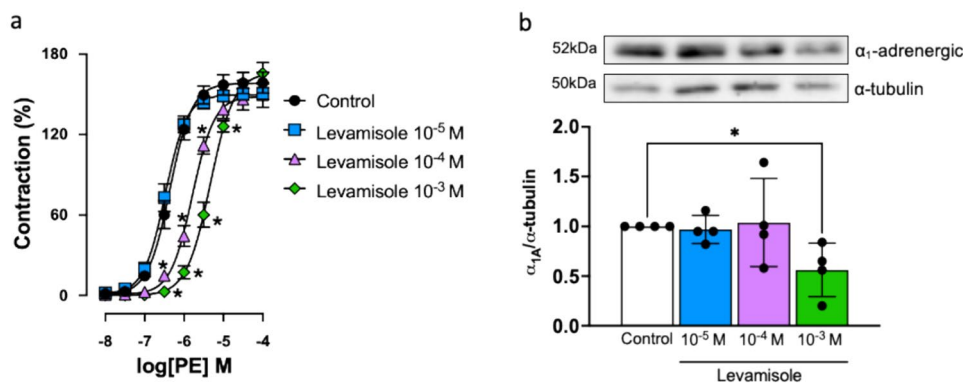 a
180
120
60
0
Contraction (%)
-8 -7 -6 -5 -4
log[PE] M
* * * * * * * *
Control
Levamisole 10⁻⁵ M
Levamisole 10⁻⁴ M
Levamisole 10⁻³ M
b
52kDa α₁-adrenergic
50kDa α-tubulin
2.0
1.5
1.0
0.5
0.0
α₁A/α-tubulin
*
Control 10⁻⁵ M 10⁻⁴ M 10⁻³ M
Levamisole